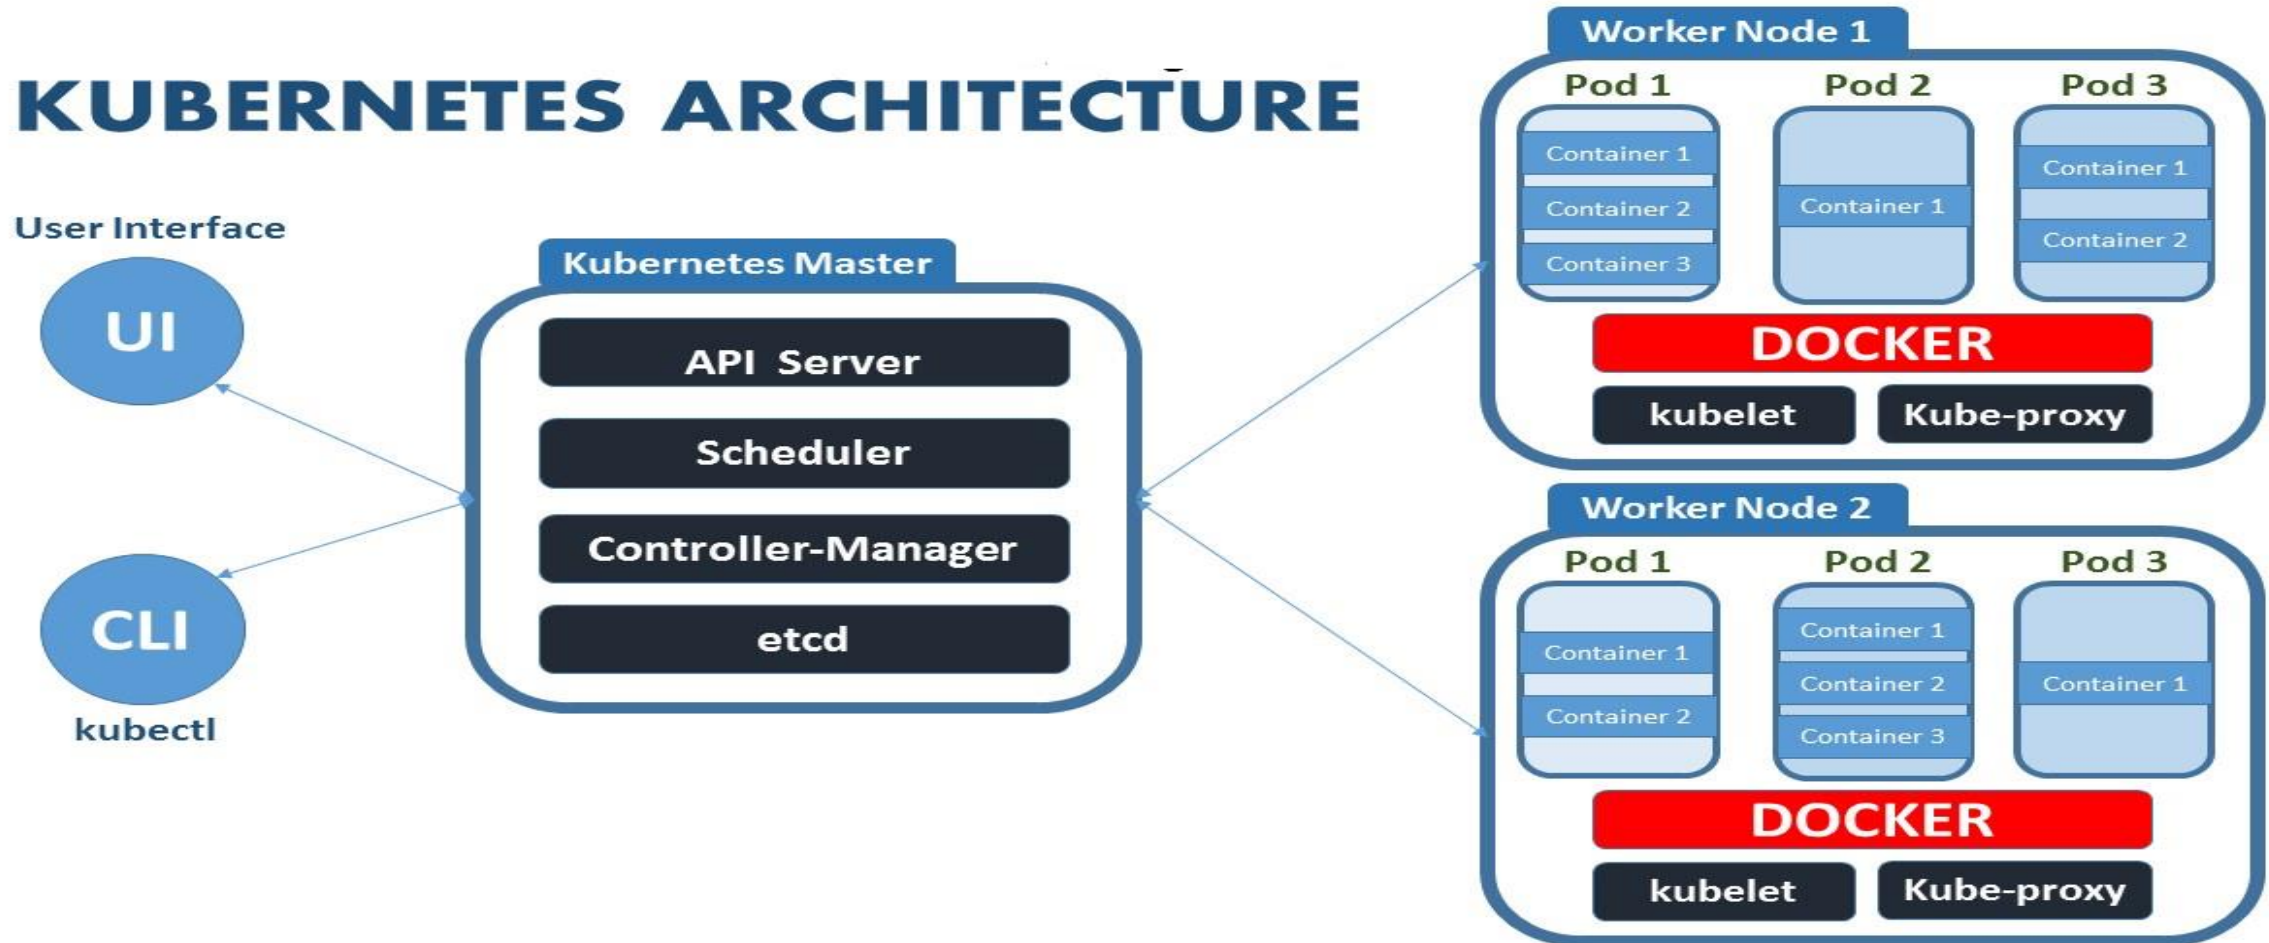 KUBERNETES ARCHITECTURE
User Interface
UI
CLI
kubectl
Kubernetes Master
API Server
Scheduler
Controller-Manager
etcd
Worker Node 1
Pod 1
Container 1
Container 2
Container 3
Pod 2
Container 1
Pod 3
Container 1
Container 2
DOCKER
kubelet
Kube-proxy
Worker Node 2
Pod 1
Container 1
Container 2
Pod 2
Container 1
Container 2
Container 3
Pod 3
Container 1
DOCKER
kubelet
Kube-proxy